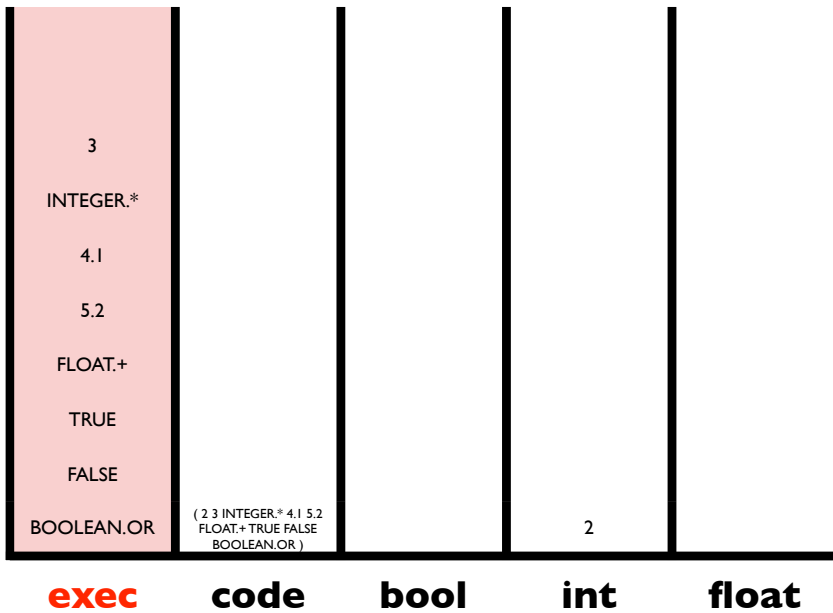 3
INTEGER.*
4.1
5.2
FLOAT.+
TRUE
FALSE
BOOLEAN.OR
( 2 3 INTEGER.* 4.1 5.2
FLOAT.+ TRUE FALSE
BOOLEAN.OR )
2
exec code bool int float